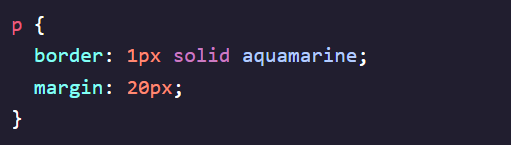 p {
  border: 1px solid aquamarine;
  margin: 20px;
}